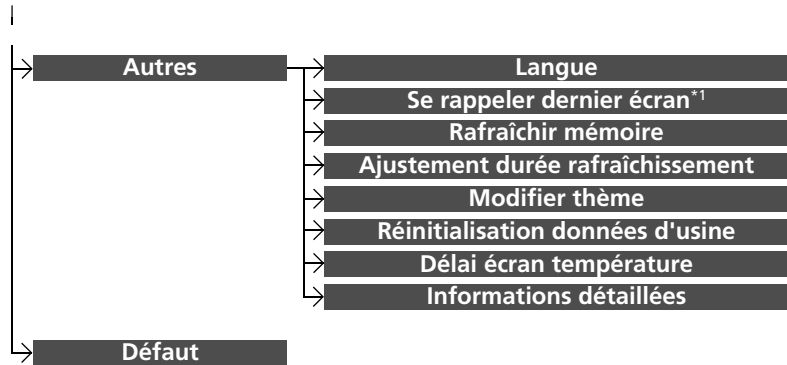 Autres
Langue
Se rappeler dernier écran*1
Rafraîchir mémoire
Ajustement durée rafraîchissement
Modifier thème
Réinitialisation données d'usine
Délai écran température
Informations détaillées
Défaut